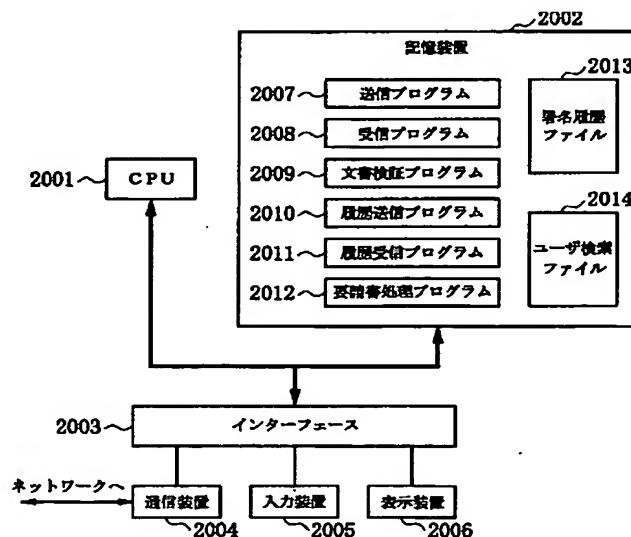 2002
記憶装置
2007
送信プログラム
2008
受信プログラム
2009
文書検証プログラム
2010
履歴送信プログラム
2011
履歴受信プログラム
2012
要請書処理プログラム
2013
署名履歴
ファイル
2014
ユーザ検索
ファイル
2001
CPU
2003
インターフェース
ネットワークへ
通信装置
2004
入力装置
2005
表示装置
2006